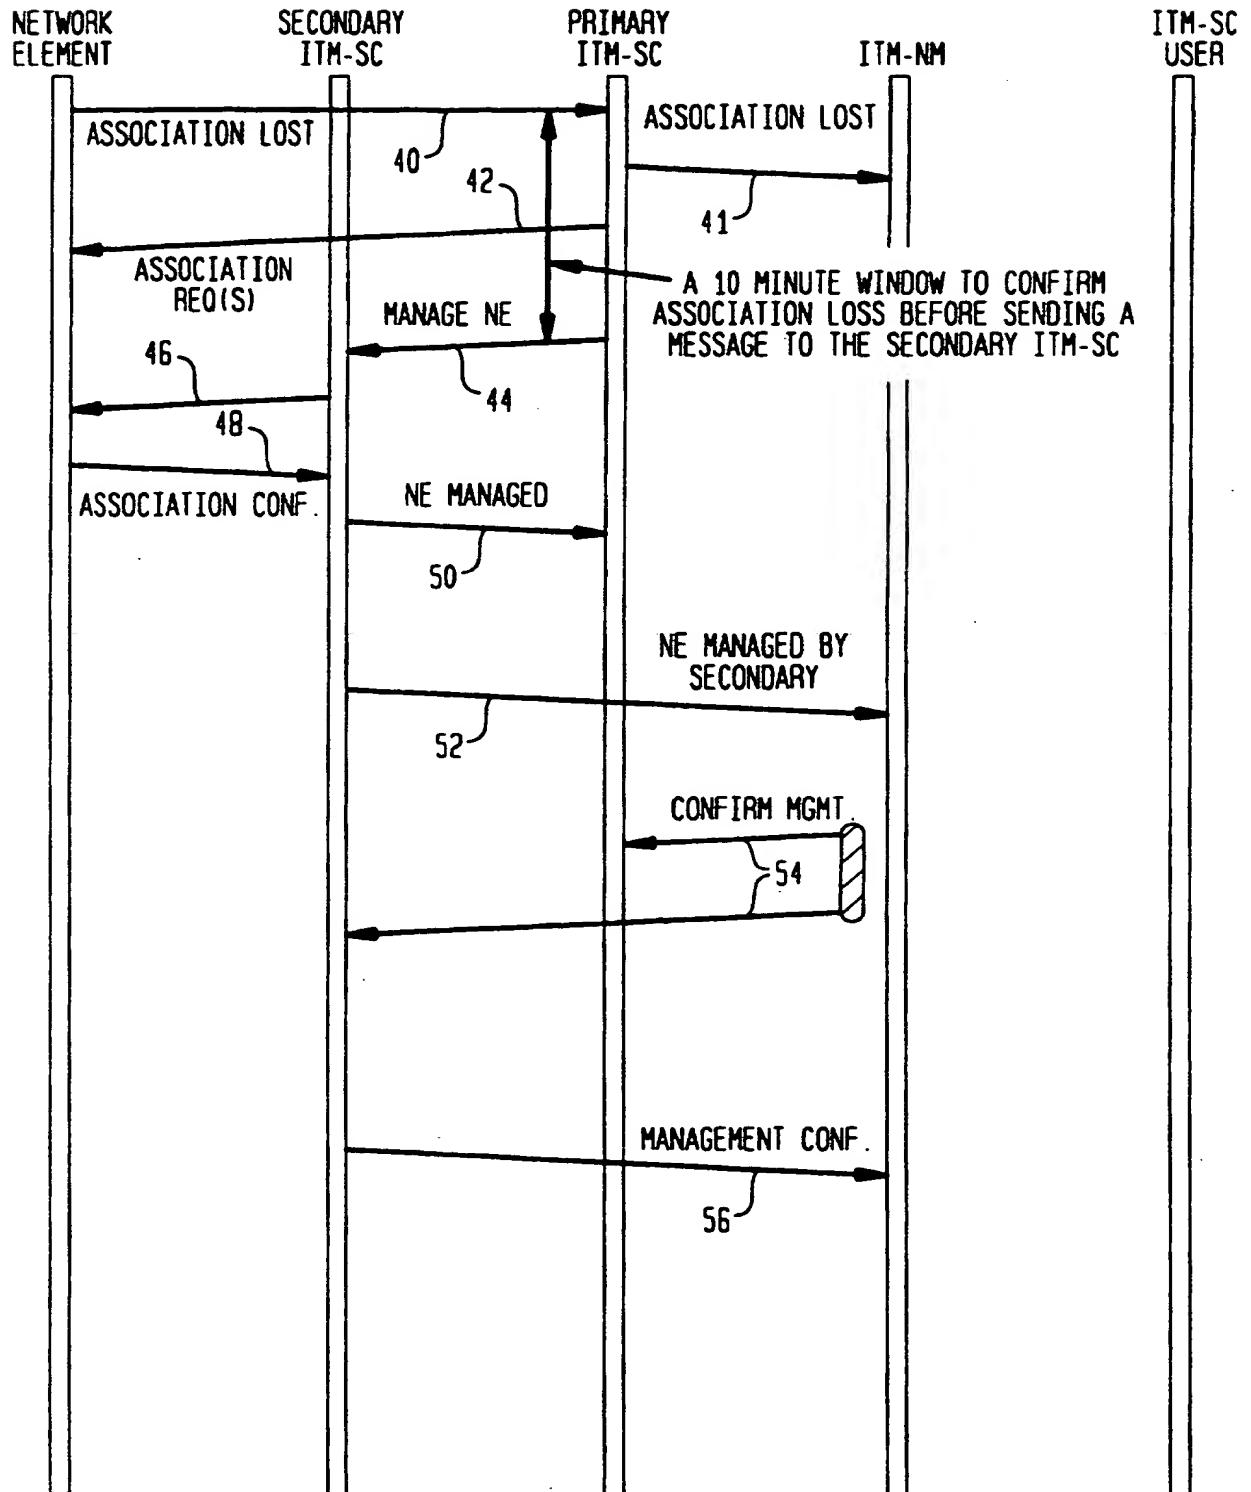 NETWORK
ELEMENT
SECONDARY
ITM-SC
PRIMARY
ITM-SC
ITM-NM
ITM-SC
USER
ASSOCIATION LOST
40
ASSOCIATION LOST
41
42
ASSOCIATION
REQ(S)
A 10 MINUTE WINDOW TO CONFIRM
ASSOCIATION LOSS BEFORE SENDING A
MESSAGE TO THE SECONDARY ITM-SC
MANAGE NE
44
46
48
ASSOCIATION CONF.
NE MANAGED
50
NE MANAGED BY
SECONDARY
52
CONFIRM MGMT.
54
MANAGEMENT CONF.
56